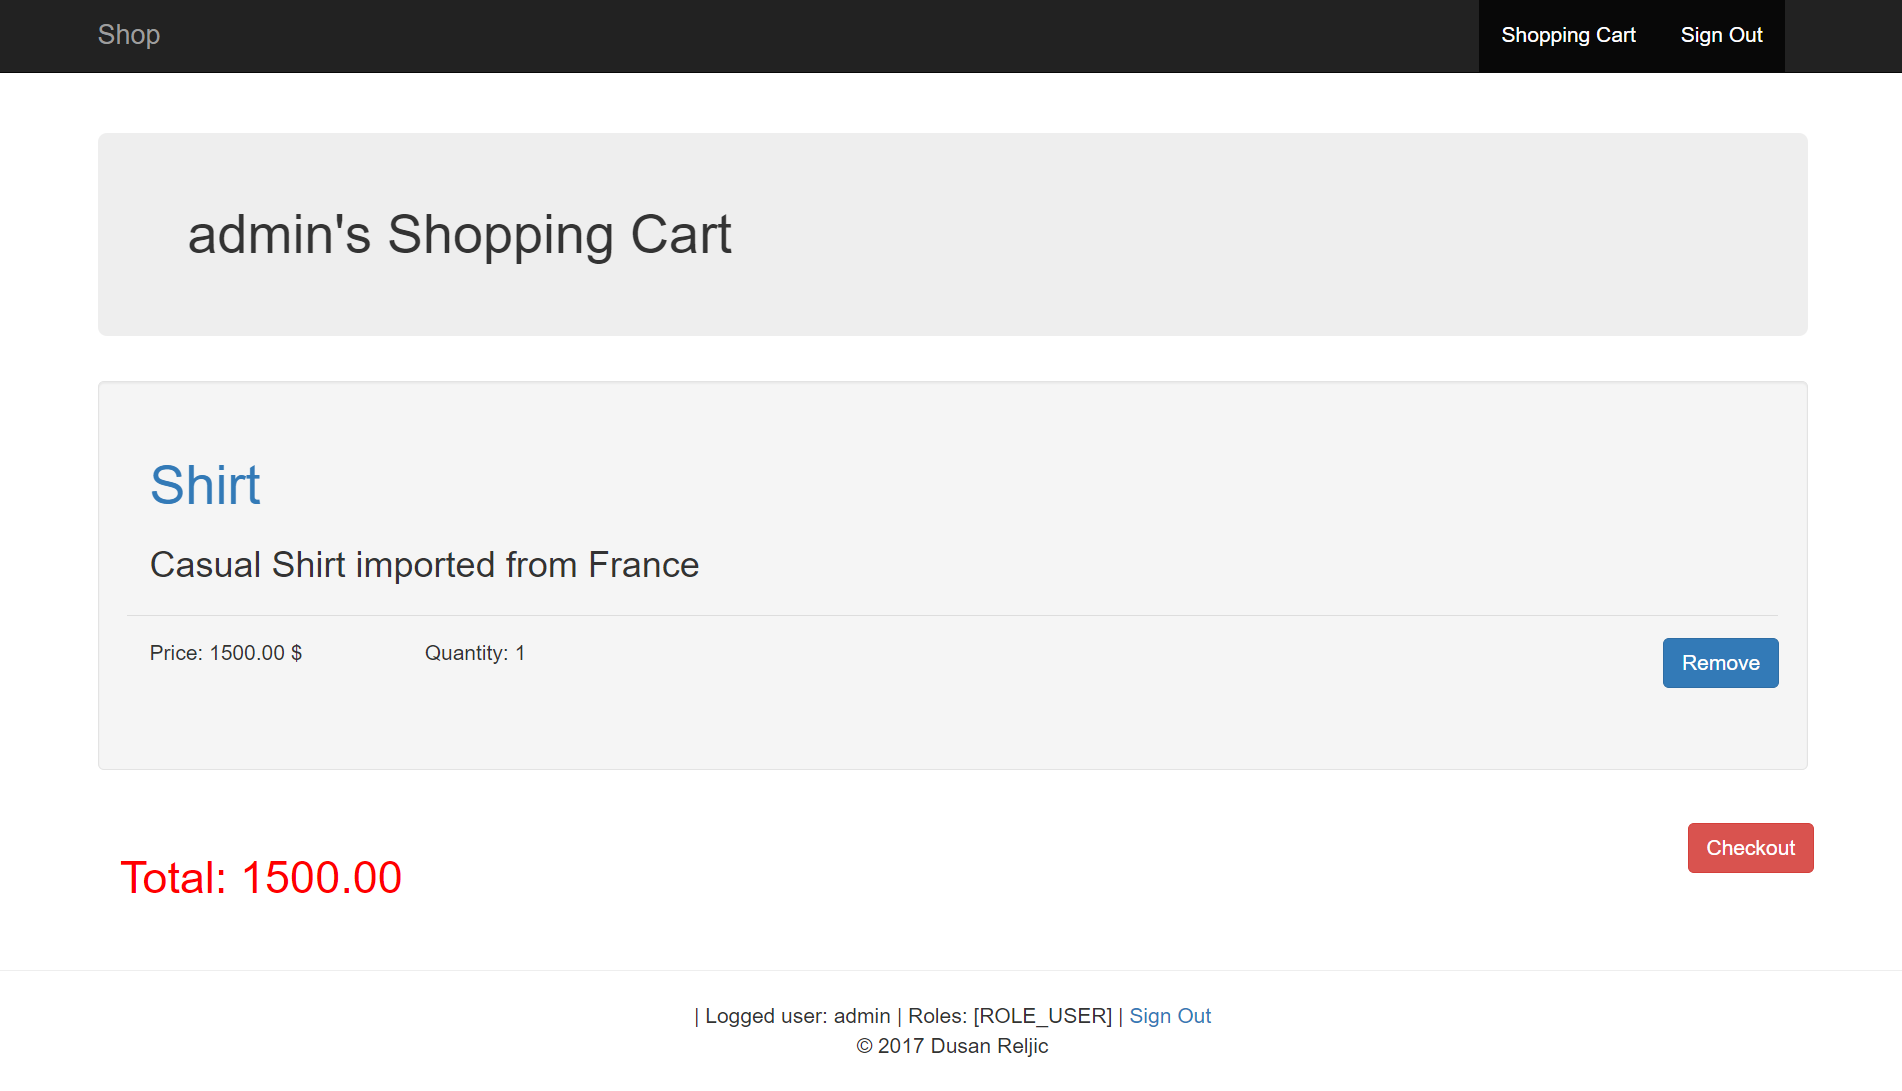 Shop
Shopping Cart
Sign Out
admin's Shopping Cart
Shirt
Casual Shirt imported from France
Price: 1500.00 $
Quantity: 1
Remove
Total: 1500.00
Checkout
| Logged user: admin | Roles: [ROLE_USER] | Sign Out
© 2017 Dusan Reljic